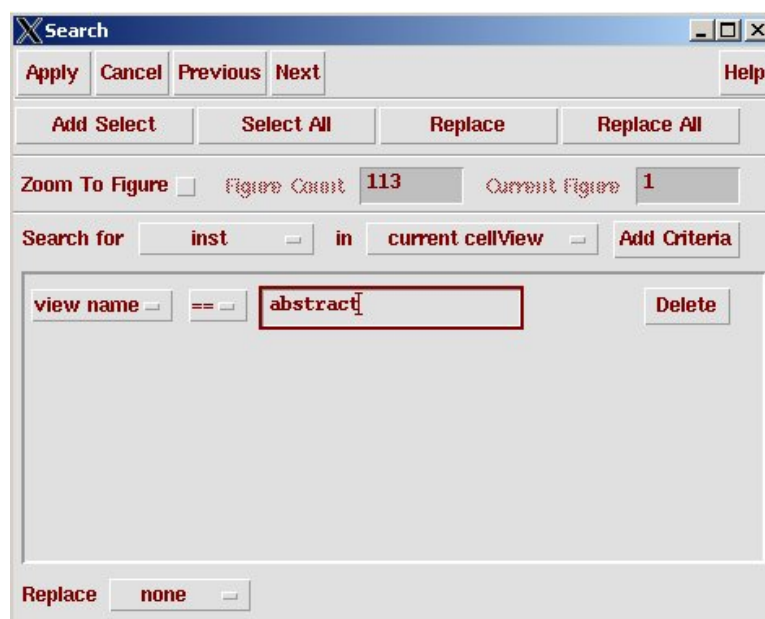 Search
Apply Cancel Previous Next Help
Add Select Select All Replace Replace All
Zoom To Figure Figure Count 113 Current Figure 1
Search for inst in current cellView Add Criteria
view name == abstract Delete
Replace none